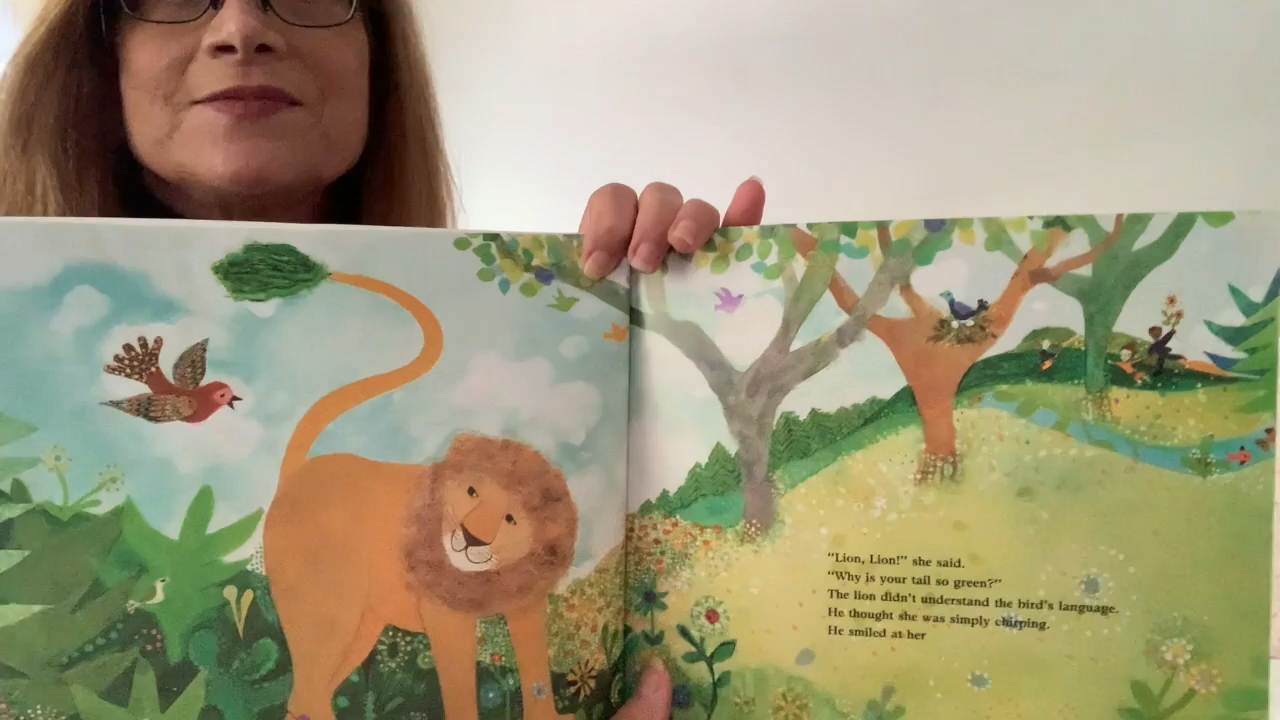 “Lion, Lion!” she said.
“Why is your tail so green?”
The lion didn't understand the bird's language.
He thought she was simply chirping.
He smiled at her